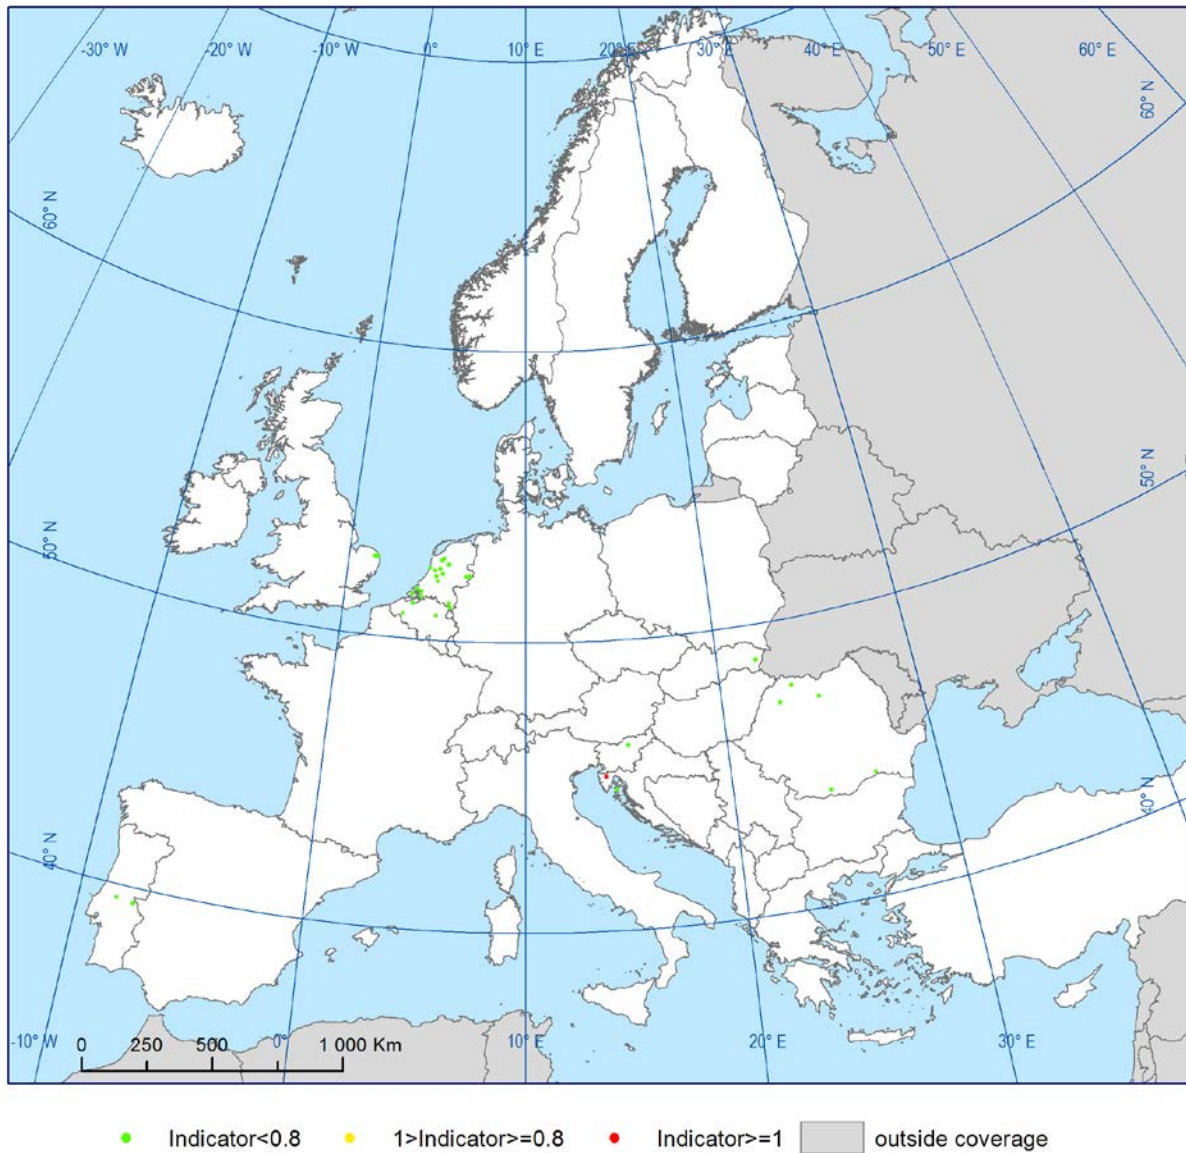 -30° W -20° W -10° W 0° 10° E 20° E 30° E 40° E 50° E 60° E
60° N
60° N
50° N
50° N
40° N
40° N
-10° W 0° 10° E 20° E 30° E
0 250 500 1 000 Km
Indicator<0.8 1>Indicator>=0.8 Indicator>=1 outside coverage